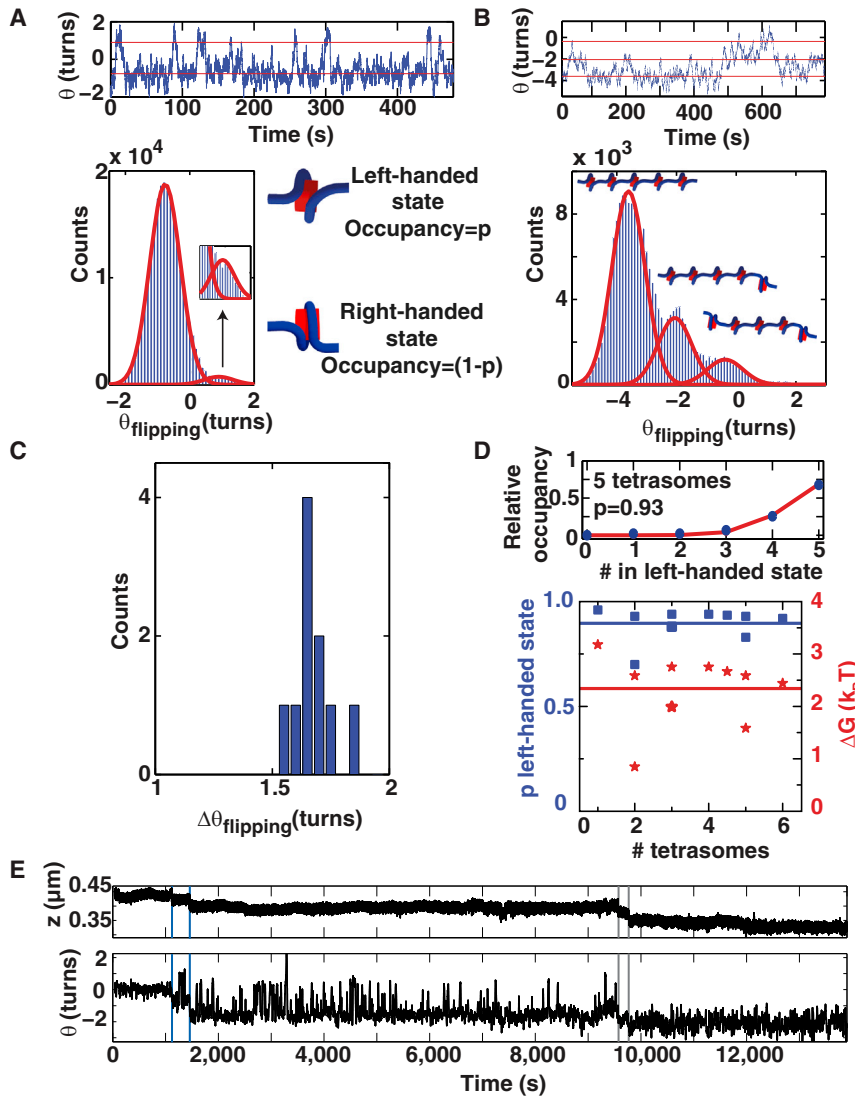 A
θ (turns)
2
0
−2
0
100
200
300
400
Time (s)
B
θ (turns)
0
−2
−4
0
200
400
600
Time (s)
x 10⁴
2
1
0
Counts
−2
0
2
θflipping(turns)
Left-handed
state
Occupancy=p
Right-handed
state
Occupancy=(1-p)
x 10³
8
4
0
Counts
−4
−2
0
2
θflipping(turns)
C
4
2
0
Counts
1
1.5
2
Δθflipping(turns)
D
Relative
occupancy
1
0.5
0
5 tetrasomes
p=0.93
0 1 2 3 4 5
# in left-handed state
p left-handed state
1.0
0.5
0
4
3
2
1
0
0 2 4 6
# tetrasomes
E
z (μm)
0.45
0.35
θ (turns)
2
0
−2
0 2,000 4,000 6,000 8,000 10,000 12,000
Time (s)